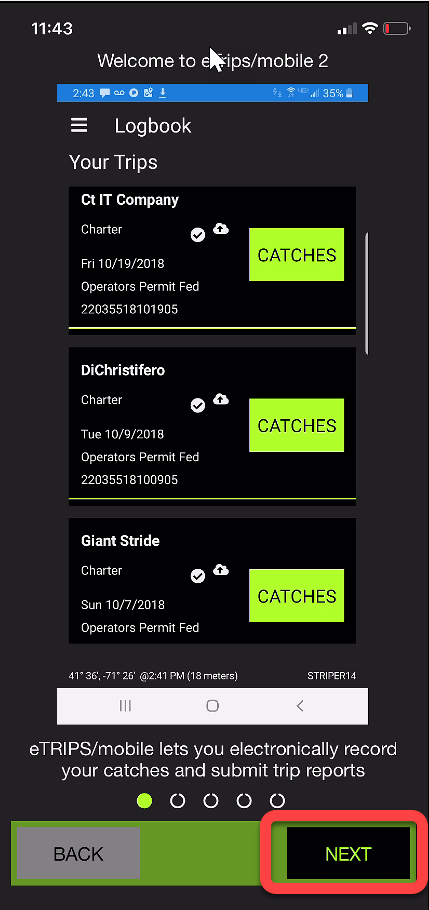 11:43
Welcome to eTrips/mobile 2
2:43 35%
Logbook
Your Trips
Ct IT Company
Charter
CATCHES
Fri 10/19/2018
Operators Permit Fed
22035518101905
DiChristifero
Charter
CATCHES
Tue 10/9/2018
Operators Permit Fed
22035518100905
Giant Stride
Charter
CATCHES
Sun 10/7/2018
Operators Permit Fed
41° 36', -71° 26' @2:41 PM (18 meters) STRIPER14
eTRIPS/mobile lets you electronically record
your catches and submit trip reports
BACK NEXT